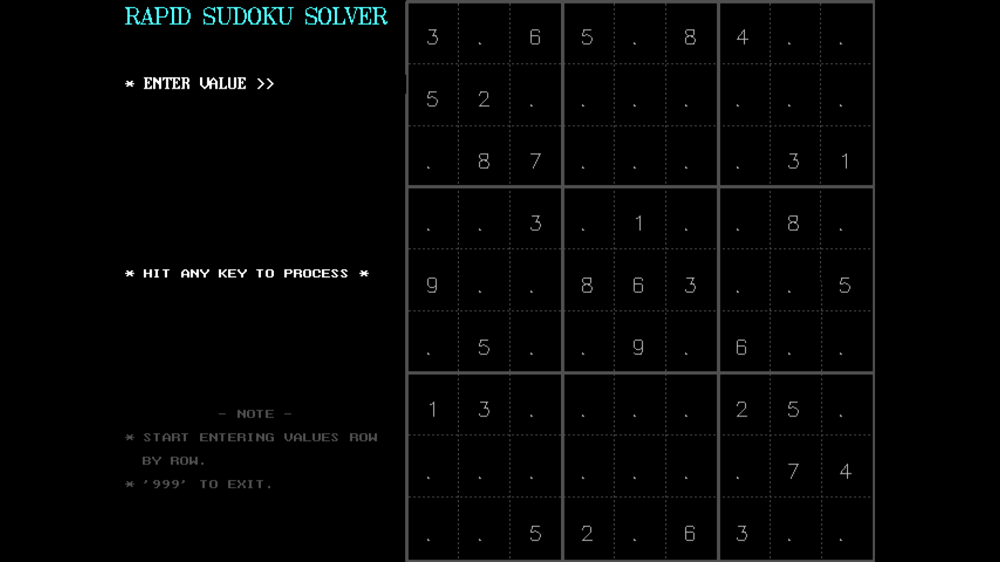 RAPID SUDOKU SOLVER
* ENTER VALUE >>
* HIT ANY KEY TO PROCESS *
- NOTE -
* START ENTERING VALUES ROW
BY ROW.
* '999' TO EXIT.
3 . 6 5 . 8 4 . .
5 2 . . . . . . .
. 8 7 . . . . 3 1
. . 3 . 1 . . 8 .
9 . . 8 6 3 . . 5
. 5 . . 9 . 6 . .
1 3 . . . . 2 5 .
. . . . . . . 7 4
. . 5 2 . 6 3 . .